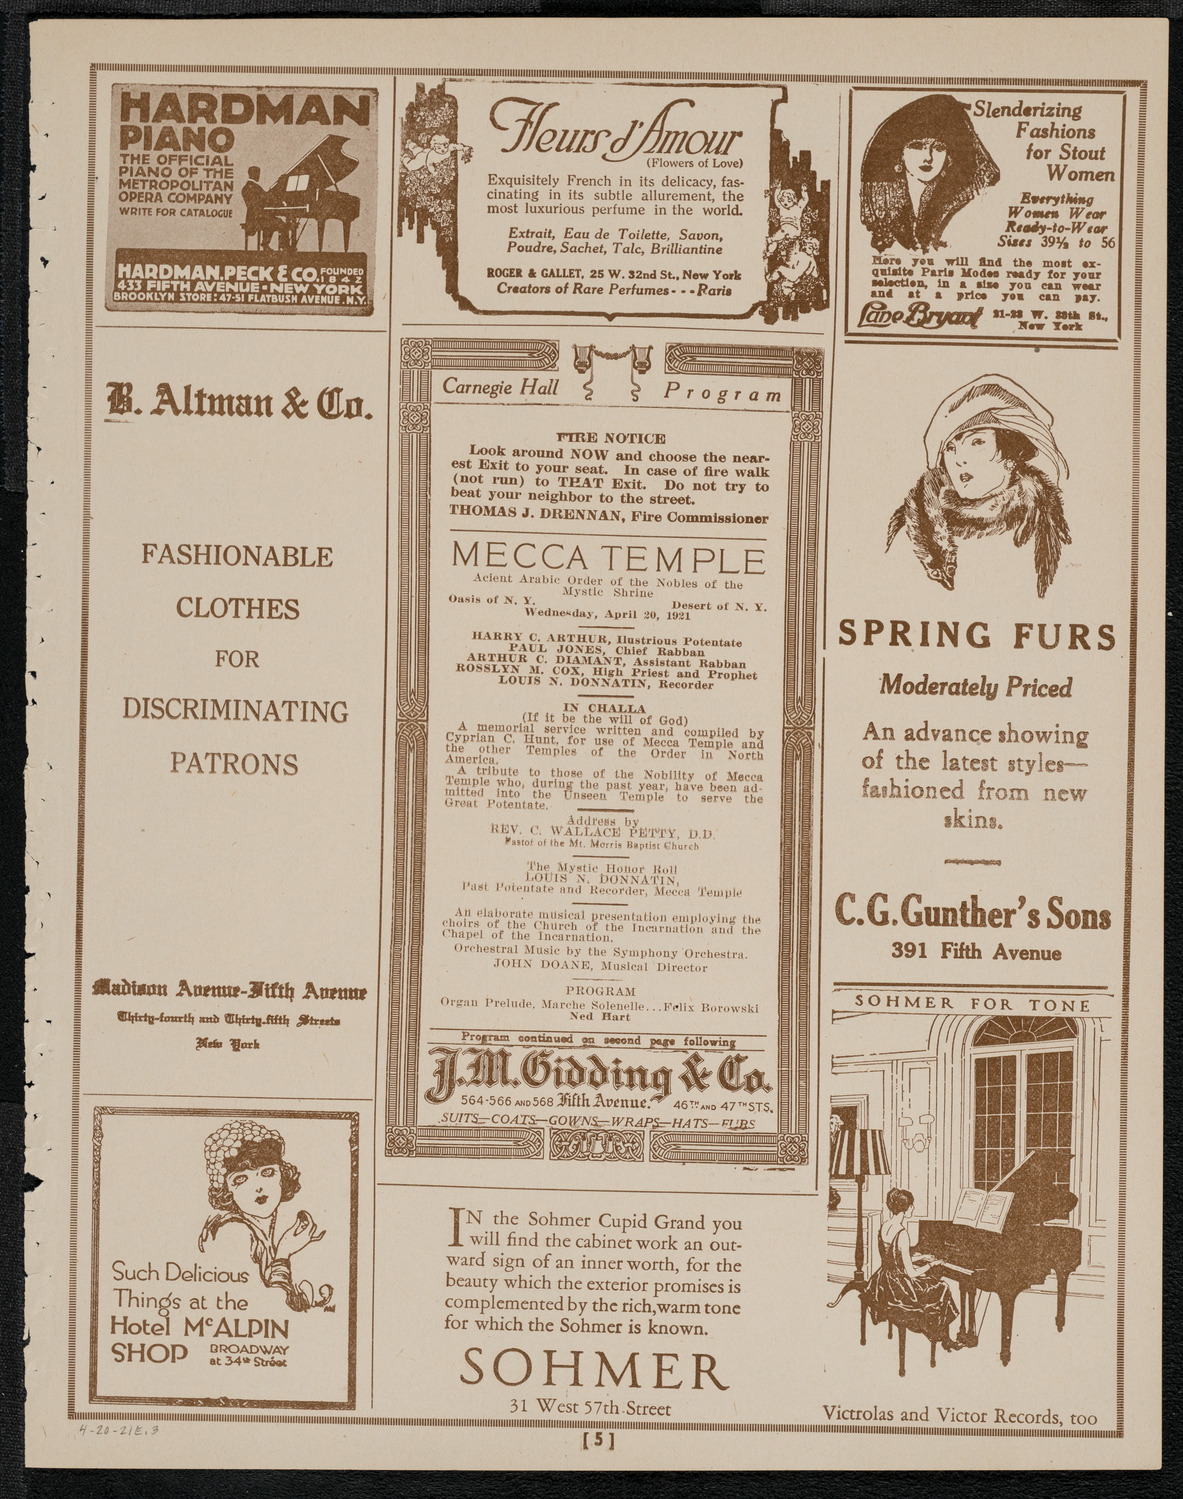 HARDMAN
PIANO
THE OFFICIAL
PIANO OF THE
METROPOLITAN
OPERA COMPANY
WRITE FOR CATALOGUE
HARDMAN, PECK & CO. FOUNDED 1842
433 FIFTH AVENUE · NEW YORK
BROOKLYN STORE: 47-51 FLATBUSH AVENUE, N.Y.
B. Altman & Co.
FASHIONABLE
CLOTHES
FOR
DISCRIMINATING
PATRONS
Madison Avenue-Fifth Avenue
Thirty-fourth and Thirty-fifth Streets
New York
Such Delicious
Things at the
Hotel McALPIN
SHOP BROADWAY
at 34th Street
Fleurs d'Amour
(Flowers of Love)
Exquisitely French in its delicacy, fas-
cinating in its subtle allurement, the
most luxurious perfume in the world.
Extrait, Eau de Toilette, Savon,
Poudre, Sachet, Talc, Brilliantine
ROGER & GALLET, 25 W. 32nd St., New York
Creators of Rare Perfumes - - - Paris
Carnegie Hall Program
FIRE NOTICE
Look around NOW and choose the near-
est Exit to your seat. In case of fire walk
(not run) to THAT Exit. Do not try to
beat your neighbor to the street.
THOMAS J. DRENNAN, Fire Commissioner
MECCA TEMPLE
Acient Arabic Order of the Nobles of the
Mystic Shrine
Oasis of N. Y. Desert of N. Y.
Wednesday, April 20, 1921
HARRY C. ARTHUR, Ilustrious Potentate
PAUL JONES, Chief Rabban
ARTHUR C. DIAMANT, Assistant Rabban
ROSSLYN M. COX, High Priest and Prophet
LOUIS N. DONNATIN, Recorder
IN CHALLA
(If it be the will of God)
A memorial service written and compiled by
Cyprian C. Hunt, for use of Mecca Temple and
the other Temples of the Order in North
America.
A tribute to those of the Nobility of Mecca
Temple who, during the past year, have been ad-
mitted into the Unseen Temple to serve the
Great Potentate.
Address by
REV. C. WALLACE PETTY, D.D.
Pastor of the Mt. Morris Baptist Church
The Mystic Honor Roll
LOUIS N. DONNATIN,
Past Potentate and Recorder, Mecca Temple
An elaborate musical presentation employing the
choirs of the Church of the Incarnation and the
Chapel of the Incarnation.
Orchestral Music by the Symphony Orchestra.
JOHN DOANE, Musical Director
PROGRAM
Organ Prelude, Marche Solenelle...Felix Borowski
Ned Hart
Program continued on second page following
J.M. Gidding & Co.
564-566 AND 568 Fifth Avenue. 46TH AND 47TH STS.
SUITS—COATS—GOWNS—WRAPS—HATS—FURS
IN the Sohmer Cupid Grand you
will find the cabinet work an out-
ward sign of an inner worth, for the
beauty which the exterior promises is
complemented by the rich, warm tone
for which the Sohmer is known.
SOHMER
31 West 57th Street
Slenderizing
Fashions
for Stout
Women
Everything
Women Wear
Ready-to-Wear
Sizes 39½ to 56
Here you will find the most ex-
quisite Paris Modes ready for your
selection, in a size you can wear
and at a price you can pay.
Lane Bryant 21-23 W. 38th St.,
New York
SPRING FURS
Moderately Priced
An advance showing
of the latest styles—
fashioned from new
skins.
C. G. Gunther's Sons
391 Fifth Avenue
SOHMER FOR TONE
Victrolas and Victor Records, too
4-20-21E.3
[5]